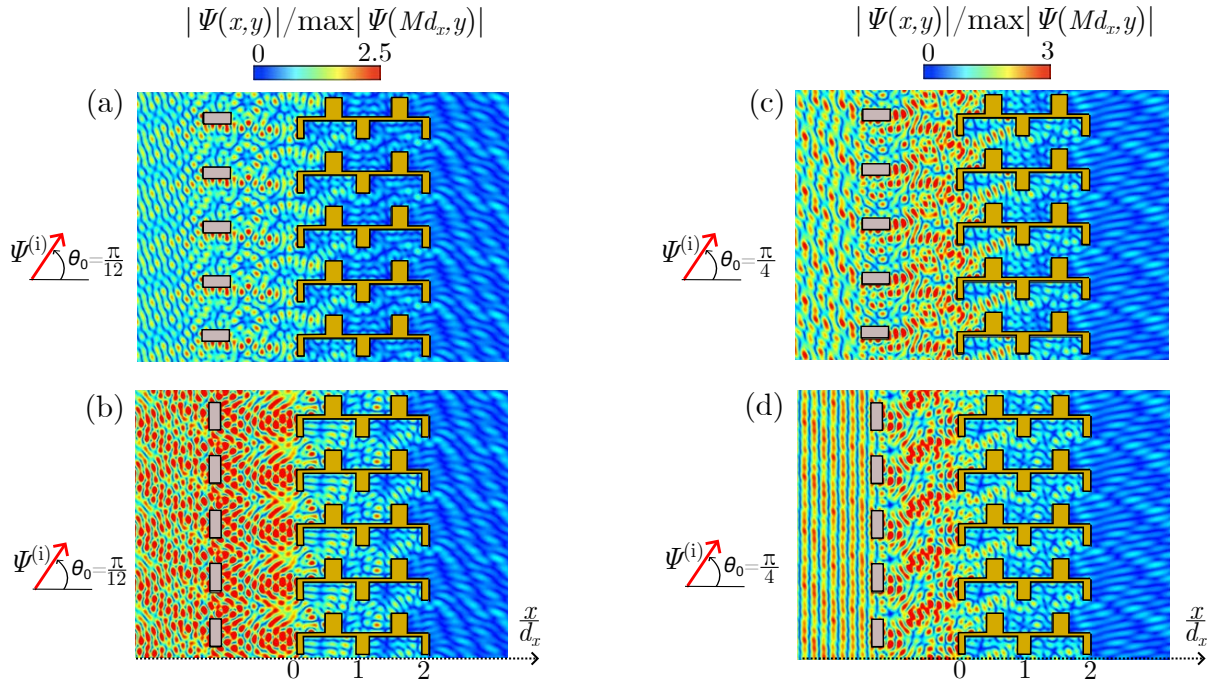 |Ψ(x,y)|/max|Ψ(Md_x,y)|
0 2.5
(a)
Ψ^(i) θ_0=π/12
(b)
Ψ^(i) θ_0=π/12
0 1 2
x/d_x
|Ψ(x,y)|/max|Ψ(Md_x,y)|
0 3
(c)
Ψ^(i) θ_0=π/4
(d)
Ψ^(i) θ_0=π/4
0 1 2
x/d_x